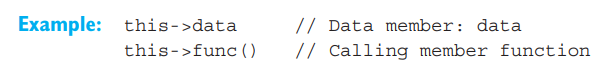 Example: this->data // Data member: data
this->func() // Calling member function